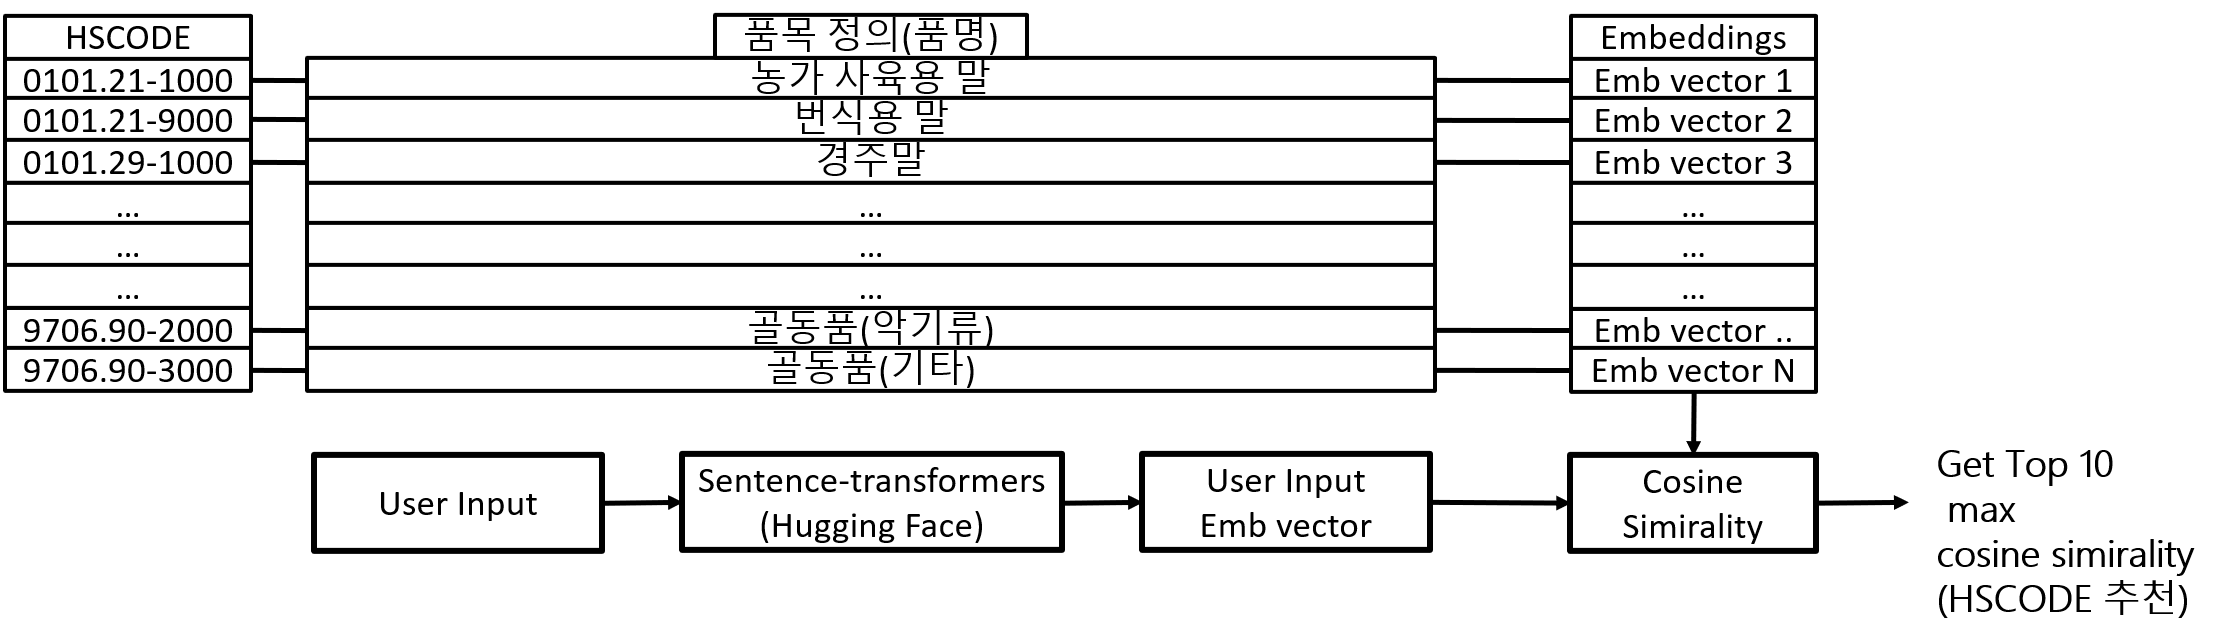 HSCODE 품목 정의(품명) Embeddings
0101.21-1000 농가 사육용 말 Emb vector 1
0101.21-9000 번식용 말 Emb vector 2
0101.29-1000 경주말 Emb vector 3
... ... ...
... ... ...
... ... ...
9706.90-2000 골동품(악기류) Emb vector ..
9706.90-3000 골동품(기타) Emb vector N
User Input
Sentence-transformers
(Hugging Face)
User Input
Emb vector
Cosine
Simirality
Get Top 10
max
cosine simirality
(HSCODE 추천)